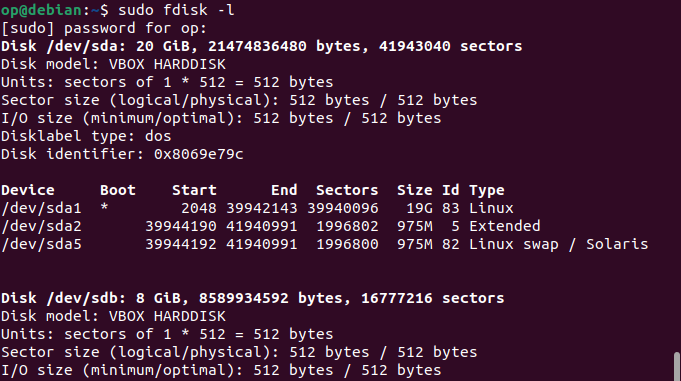 op@debian:~$ sudo fdisk -l
[sudo] password for op:
Disk /dev/sda: 20 GiB, 21474836480 bytes, 41943040 sectors
Disk model: VBOX HARDDISK
Units: sectors of 1 * 512 = 512 bytes
Sector size (logical/physical): 512 bytes / 512 bytes
I/O size (minimum/optimal): 512 bytes / 512 bytes
Disklabel type: dos
Disk identifier: 0x8069e79c
Device     Boot    Start      End  Sectors  Size Id Type
/dev/sda1  *        2048 39942143 39940096   19G 83 Linux
/dev/sda2       39944190 41940991  1996802  975M  5 Extended
/dev/sda5       39944192 41940991  1996800  975M 82 Linux swap / Solaris
Disk /dev/sdb: 8 GiB, 8589934592 bytes, 16777216 sectors
Disk model: VBOX HARDDISK
Units: sectors of 1 * 512 = 512 bytes
Sector size (logical/physical): 512 bytes / 512 bytes
I/O size (minimum/optimal): 512 bytes / 512 bytes